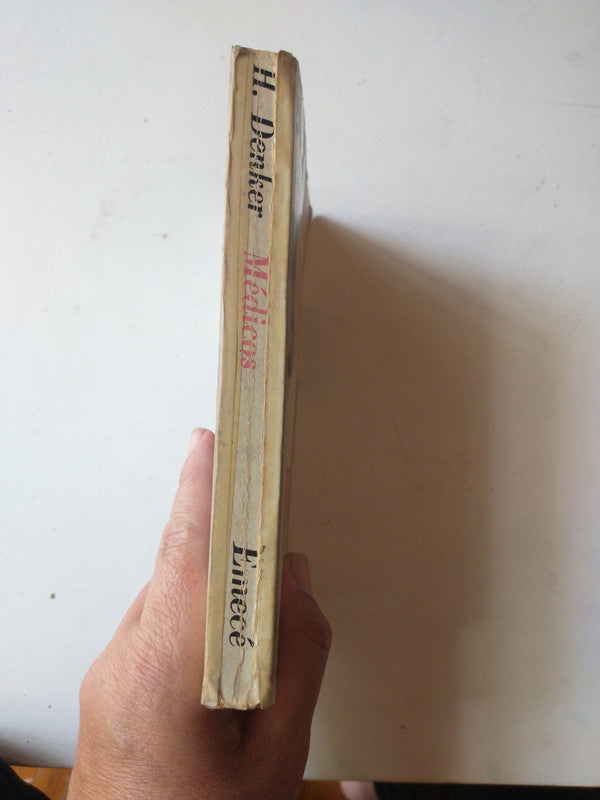 H. Denker
Médicos
Emecé